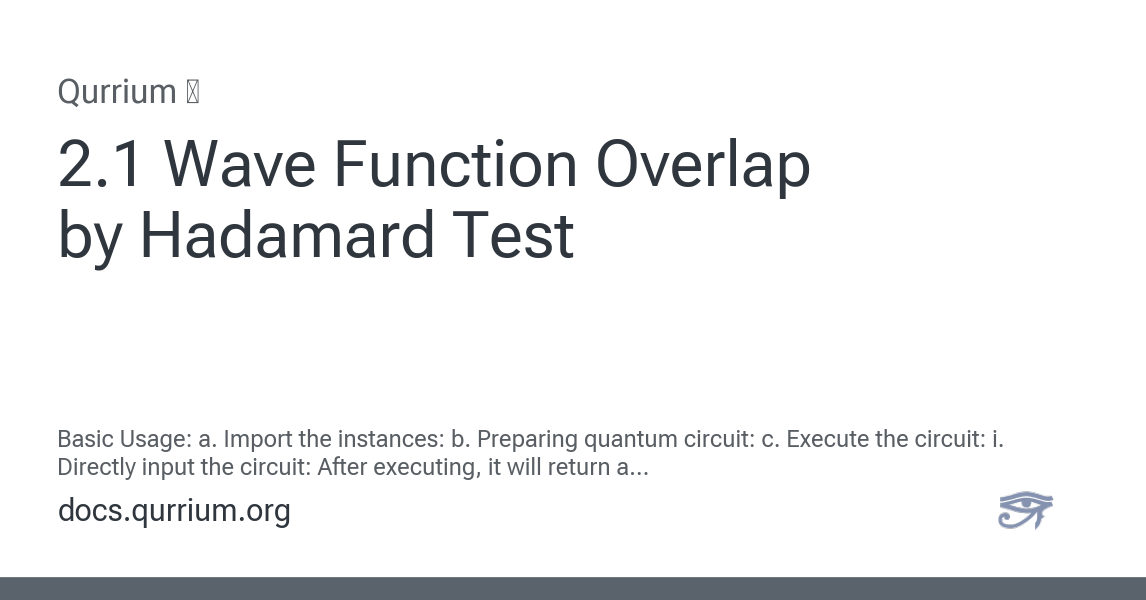 Qurrium
2.1 Wave Function Overlap
by Hadamard Test
Basic Usage: a. Import the instances: b. Preparing quantum circuit: c. Execute the circuit: i.
Directly input the circuit: After executing, it will return a...
docs.qurrium.org